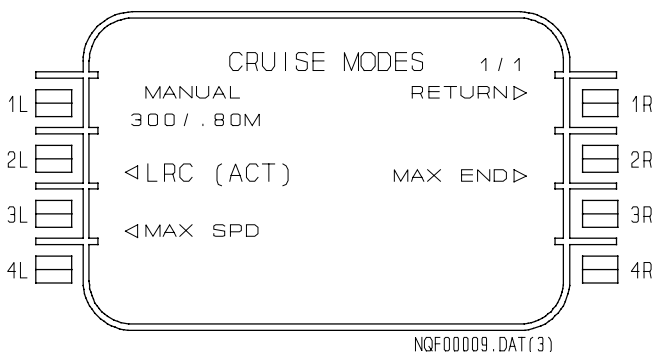 CRUISE MODES 1 / 1
MANUAL RETURN▷
1L 300 / .80M 1R
2L ◁LRC (ACT) MAX END▷ 2R
3L ◁MAX SPD 3R
4L 4R
NQF00009.DAT(3)